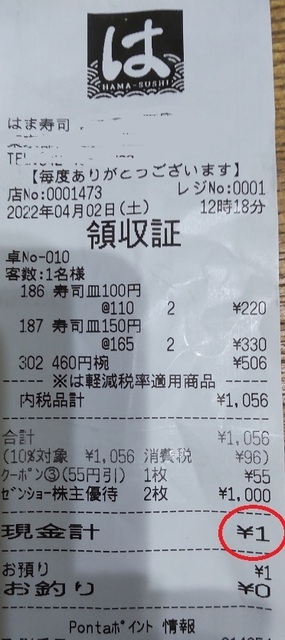 は
HAMA-SUSHI
はま寿司
TEL
【毎度ありがとうございます】
店No:0001473 レジNo:0001
2022年04月02日(土) 12時18分
領収証
卓No-010
客数:1名様
186 寿司皿100円
@110 2 ¥220
187 寿司皿150円
@165 2 ¥330
302 460円椀 ¥506
----- ※は軽減税率適用商品 -----
内税品計 ¥1,056
合計 ¥1,056
(10%対象 ¥1,056 消費税 ¥96)
クーポン③(55円引) 1枚 ¥55
ゼンショー株主優待 2枚 ¥1,000
現金計 ¥1
お預り ¥1
お釣り ¥0
Pontaポイント 情報